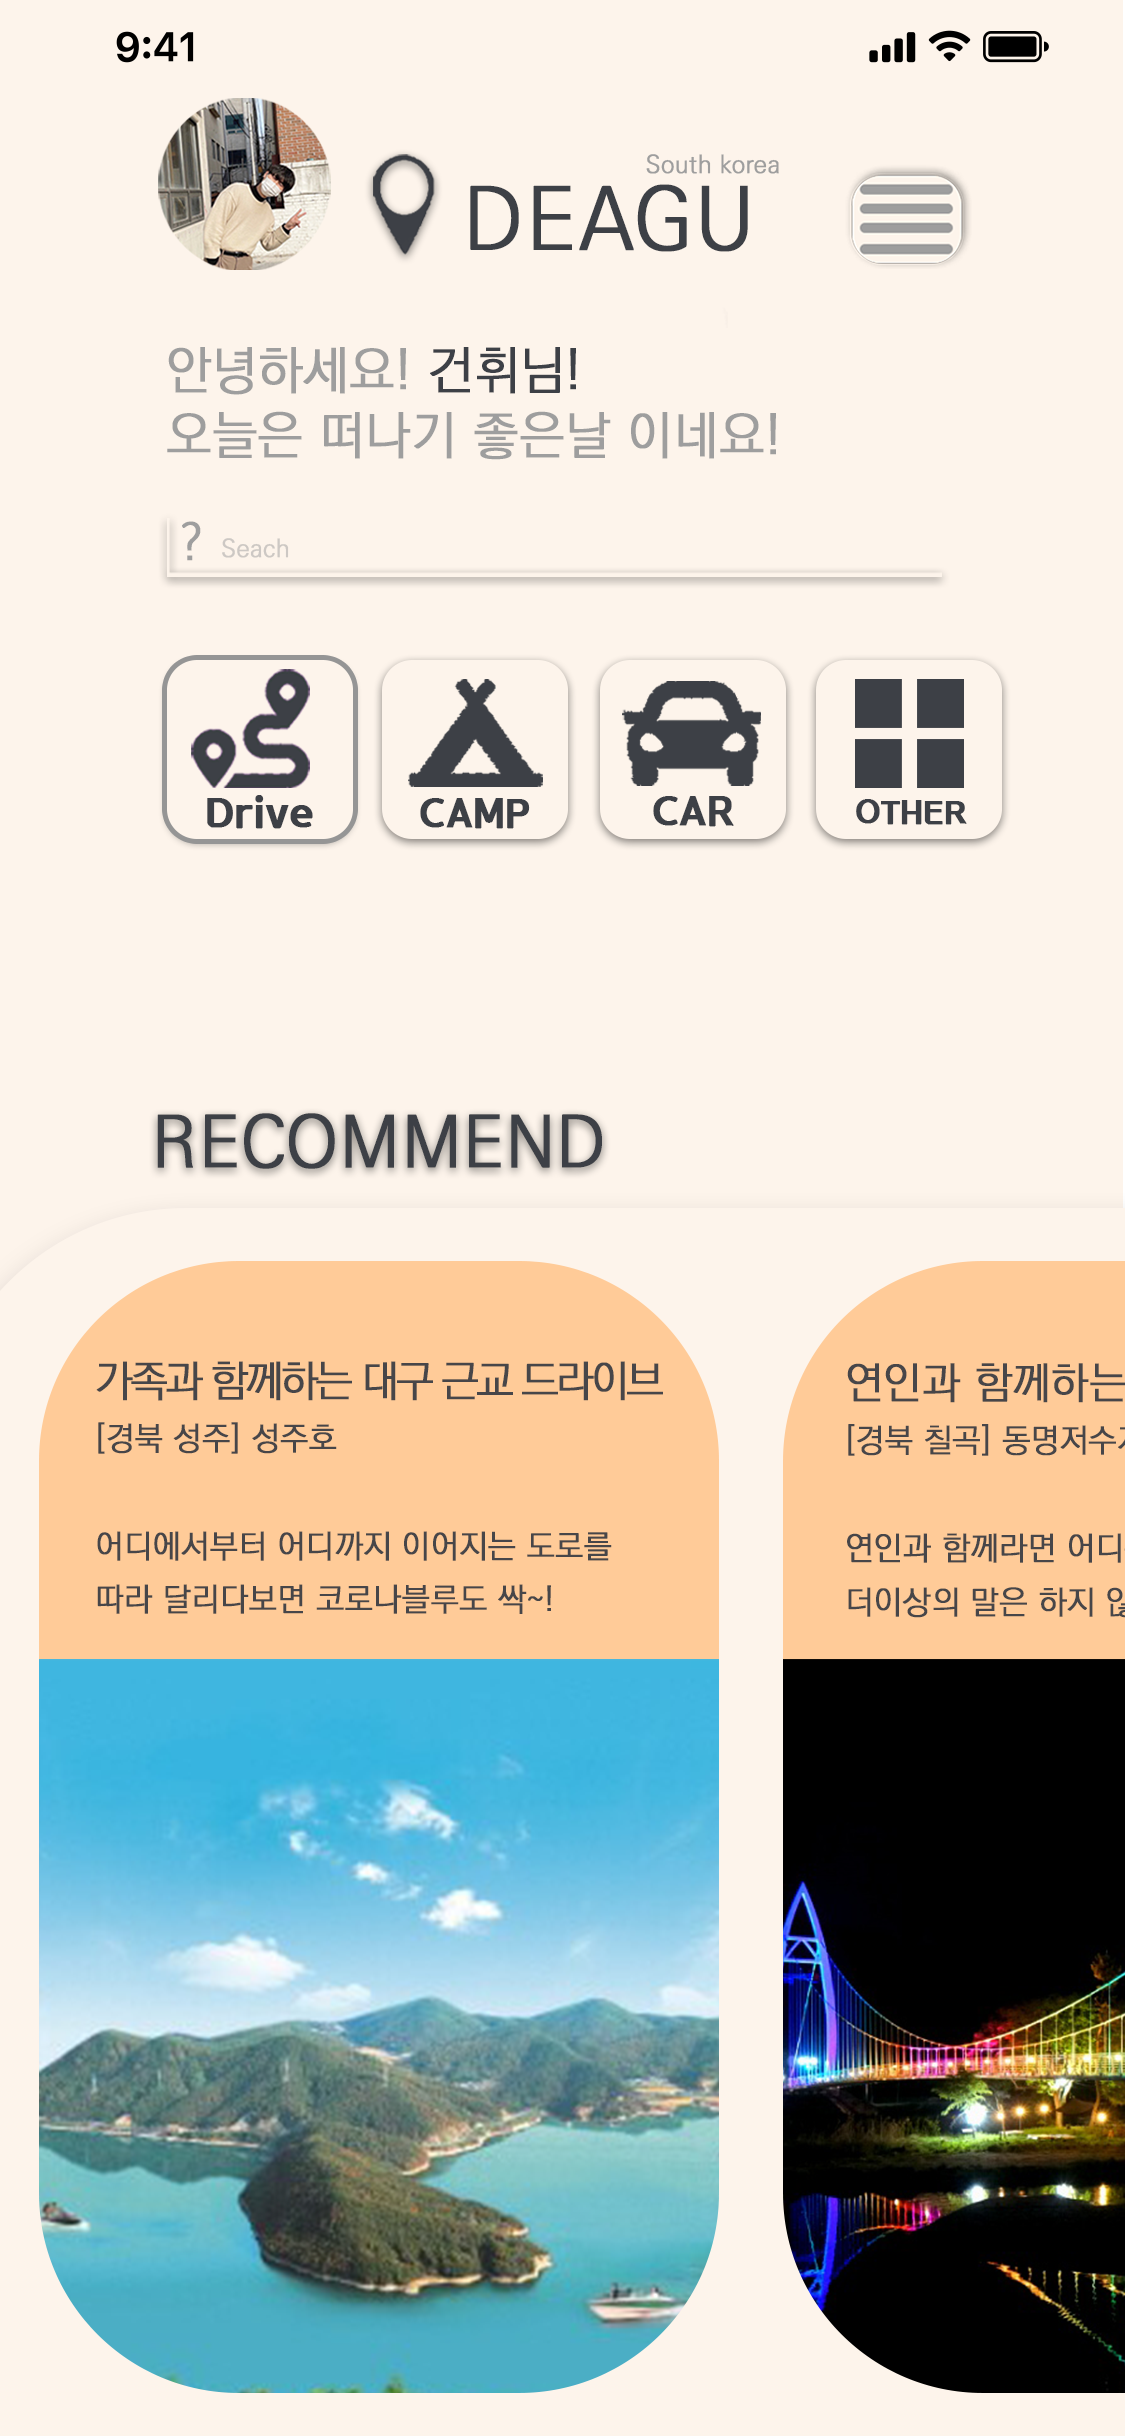 9:41
South korea
DEAGU
안녕하세요! 건휘님!
오늘은 떠나기 좋은날 이네요!
? Seach
Drive
CAMP
CAR
OTHER
RECOMMEND
가족과 함께하는 대구 근교 드라이브
[경북 성주] 성주호
어디에서부터 어디까지 이어지는 도로를
따라 달리다보면 코로나블루도 싹~!
연인과 함께하는
[경북 칠곡] 동명저수지
연인과 함께라면 어디
더이상의 말은 하지 않